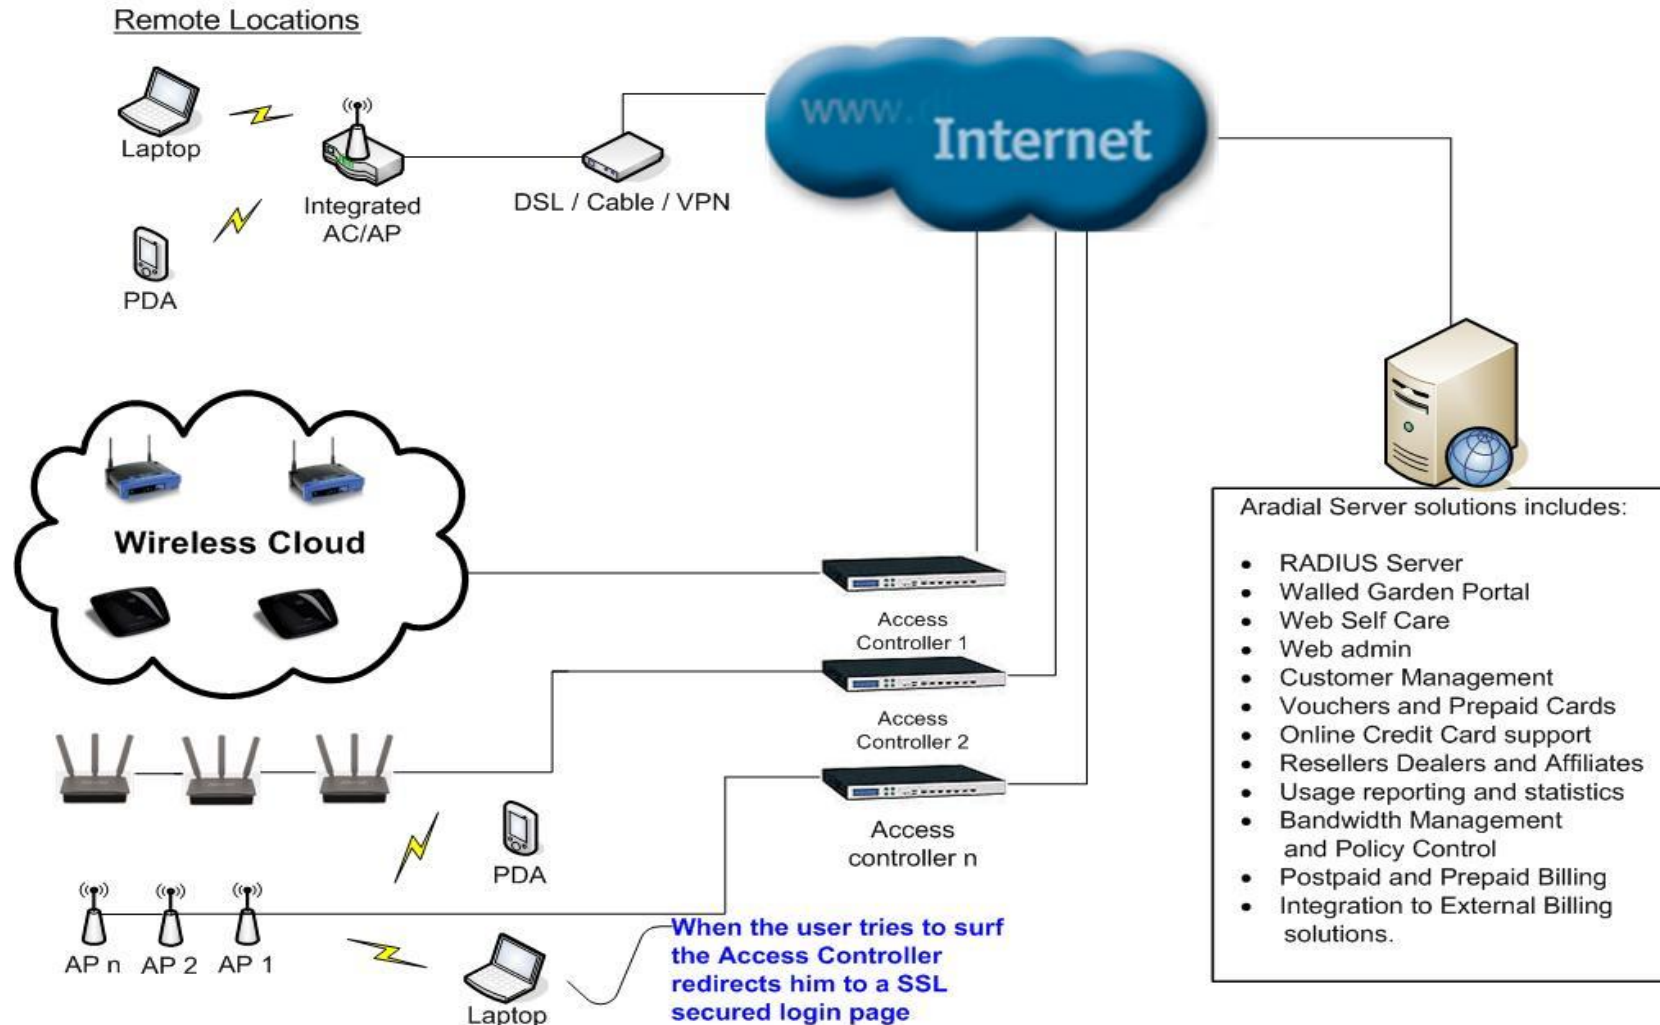 Remote Locations
Laptop
Integrated
AC/AP
DSL / Cable / VPN
PDA
www.
Internet
Wireless Cloud
Access
Controller 1
Access
Controller 2
Access
controller n
PDA
AP n
AP 2
AP 1
Laptop
When the user tries to surf
the Access Controller
redirects him to a SSL
secured login page
Aradial Server solutions includes:
• RADIUS Server
• Walled Garden Portal
• Web Self Care
• Web admin
• Customer Management
• Vouchers and Prepaid Cards
• Online Credit Card support
• Resellers Dealers and Affiliates
• Usage reporting and statistics
• Bandwidth Management
and Policy Control
• Postpaid and Prepaid Billing
• Integration to External Billing
solutions.